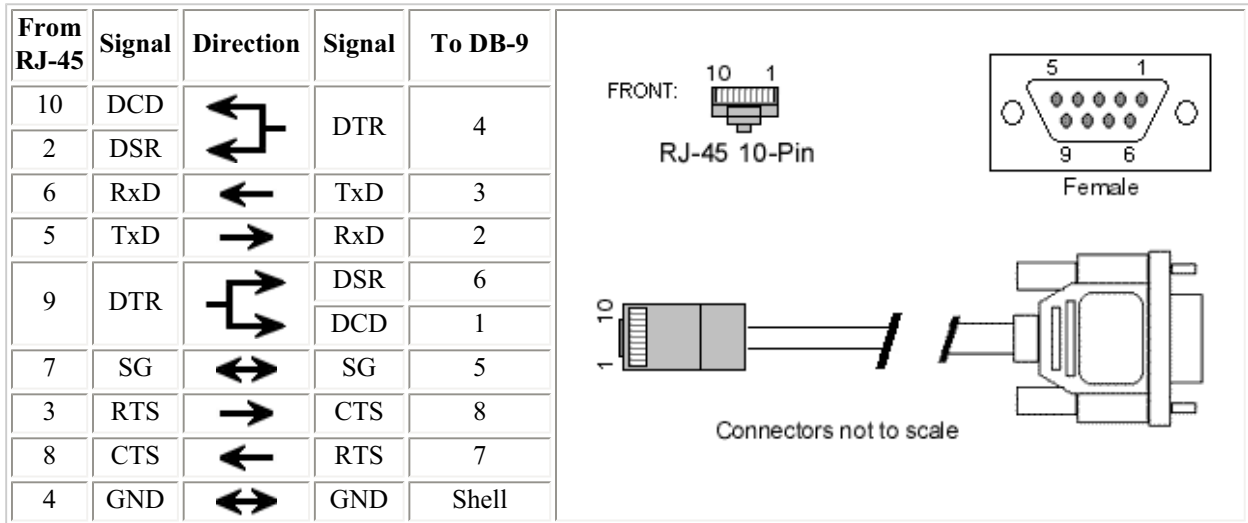 From RJ-45 Signal Direction Signal To DB-9
10 DCD DTR 4
2 DSR
6 RxD TxD 3
5 TxD RxD 2
9 DTR DSR 6
DCD 1
7 SG SG 5
3 RTS CTS 8
8 CTS RTS 7
4 GND GND Shell
10 1
FRONT:
RJ-45 10-Pin
5 1
9 6
Female
10
1
Connectors not to scale